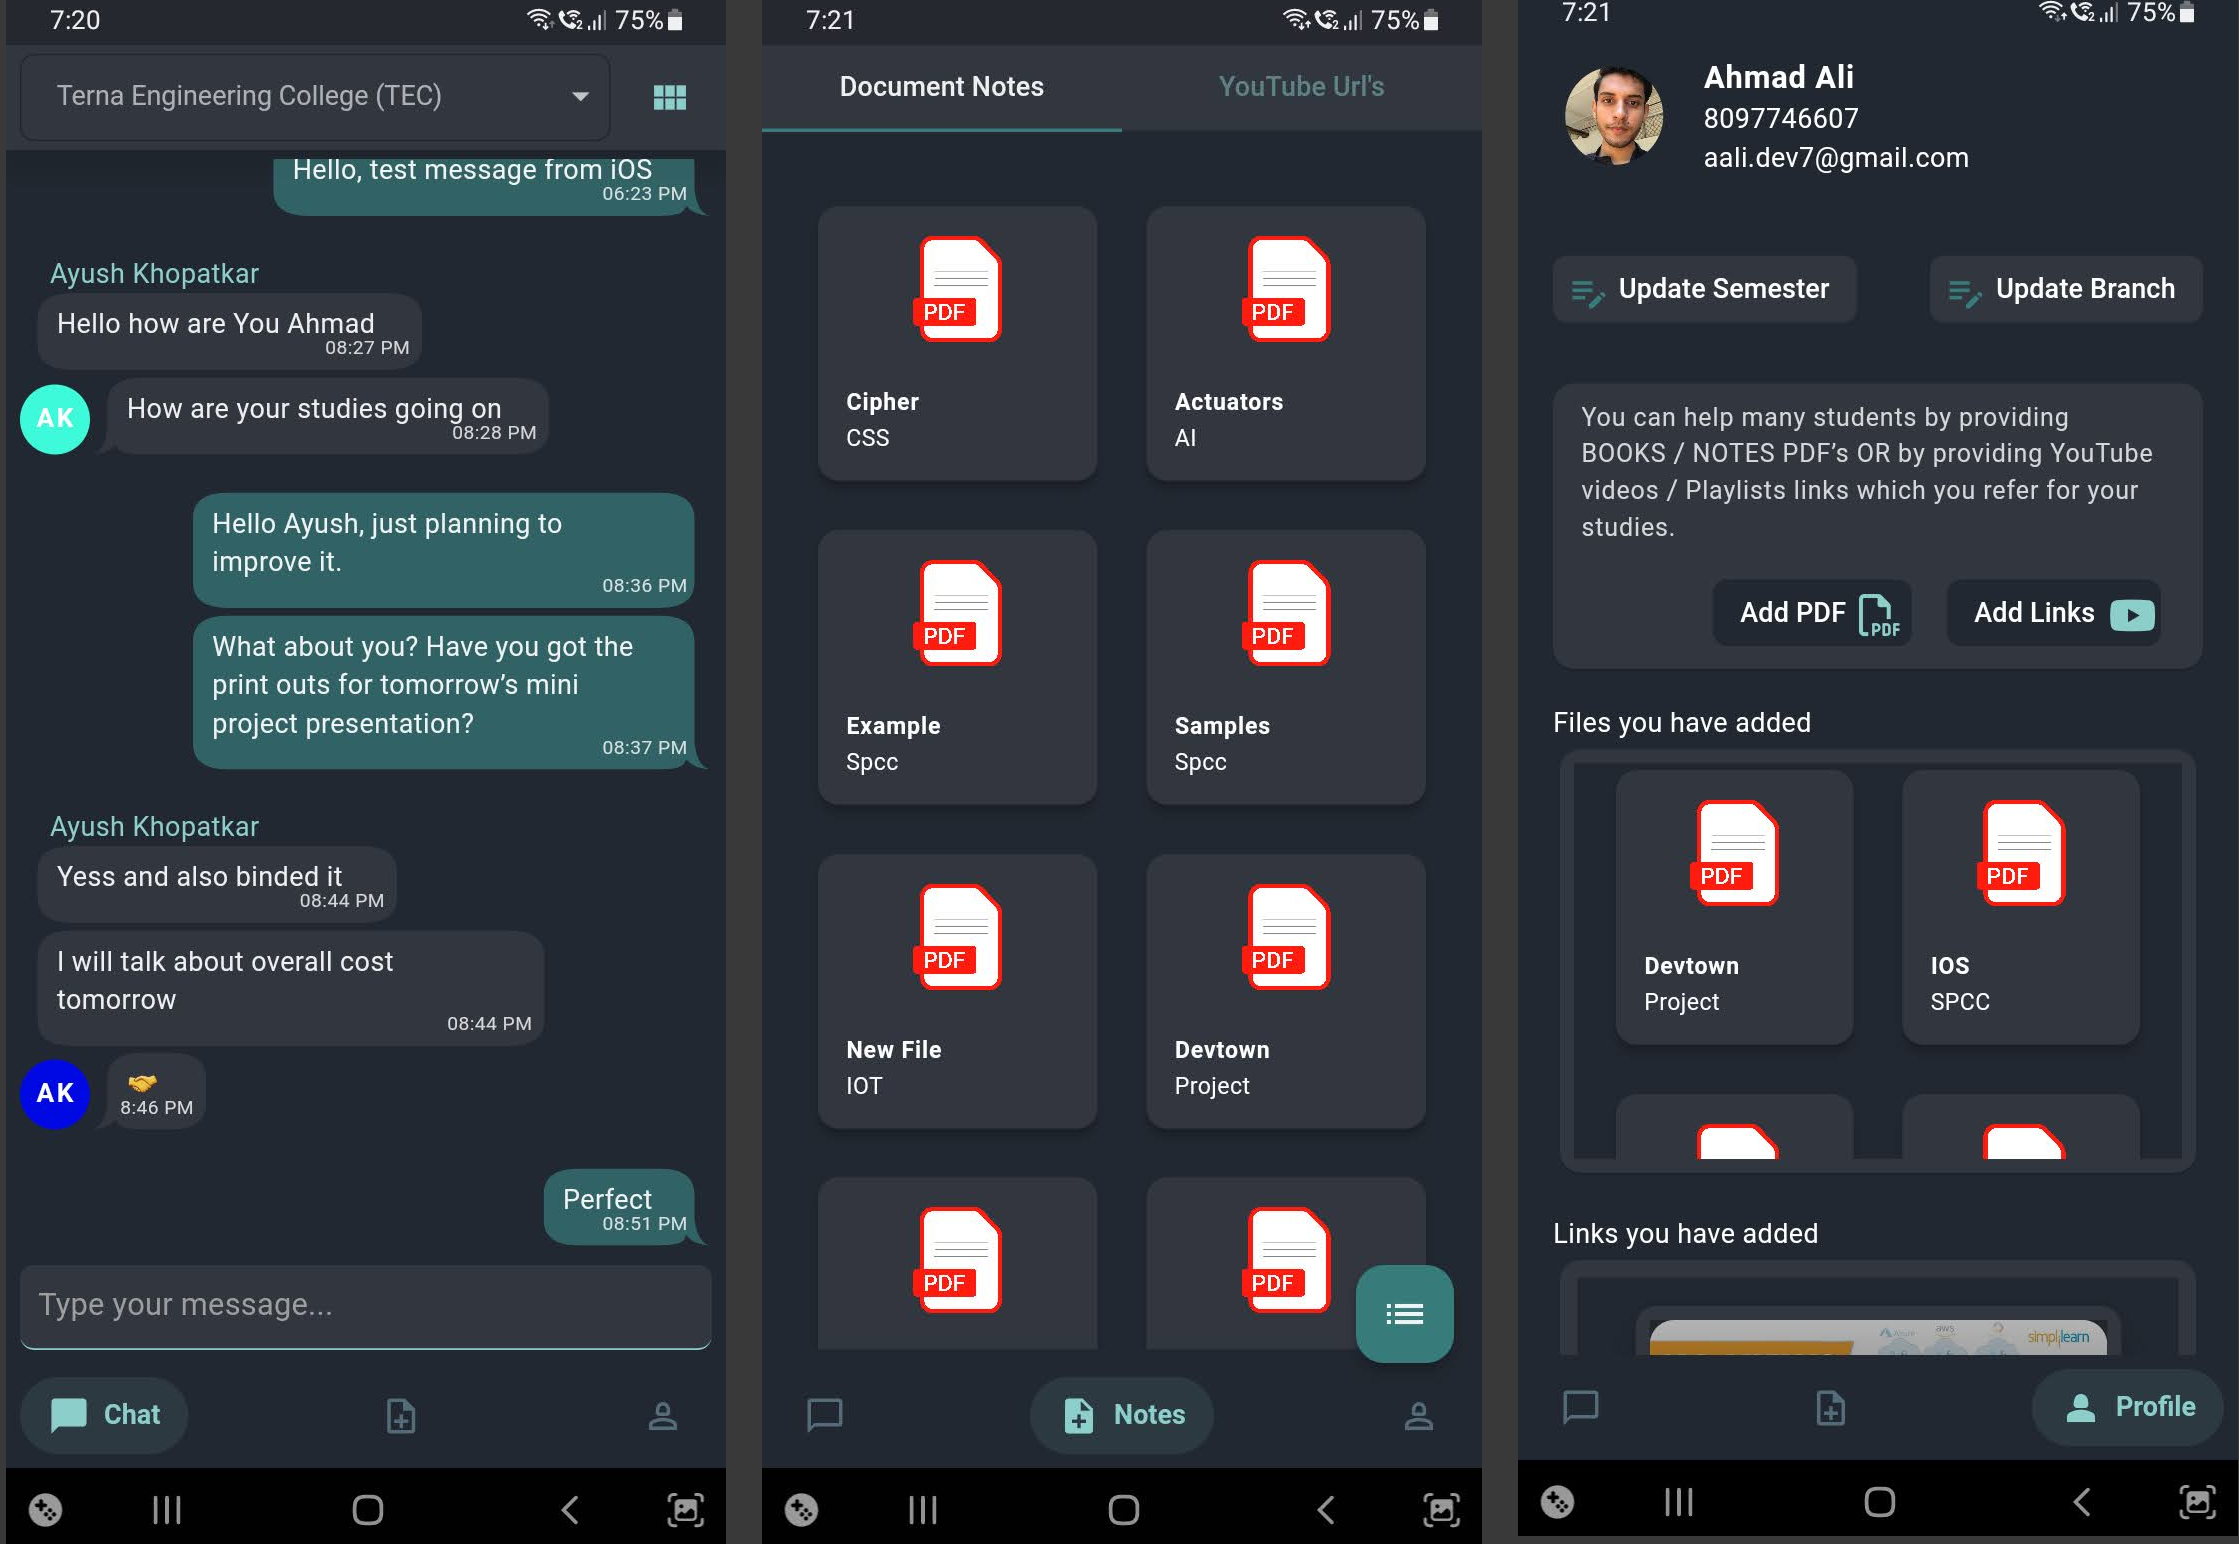 7:20
75%
Terna Engineering College (TEC)
Hello, test message from iOS
06:23 PM
Ayush Khopatkar
Hello how are You Ahmad
08:27 PM
AK
How are your studies going on
08:28 PM
Hello Ayush, just planning to
improve it.
08:36 PM
What about you? Have you got the
print outs for tomorrow’s mini
project presentation?
08:37 PM
Ayush Khopatkar
Yess and also binded it
08:44 PM
I will talk about overall cost
tomorrow
08:44 PM
AK
🤝
8:46 PM
Perfect
08:51 PM
Type your message...
Chat
7:21
75%
Document Notes
YouTube Url's
PDF
Cipher
CSS
PDF
Actuators
AI
PDF
Example
Spcc
PDF
Samples
Spcc
PDF
New File
IOT
PDF
Devtown
Project
PDF
PDF
Notes
7:21
75%
Ahmad Ali
8097746607
aali.dev7@gmail.com
Update Semester
Update Branch
You can help many students by providing
BOOKS / NOTES PDF’s OR by providing YouTube
videos / Playlists links which you refer for your
studies.
Add PDF
PDF
Add Links
Files you have added
PDF
Devtown
Project
PDF
IOS
SPCC
Links you have added
Azure
aws
simplilearn
Profile